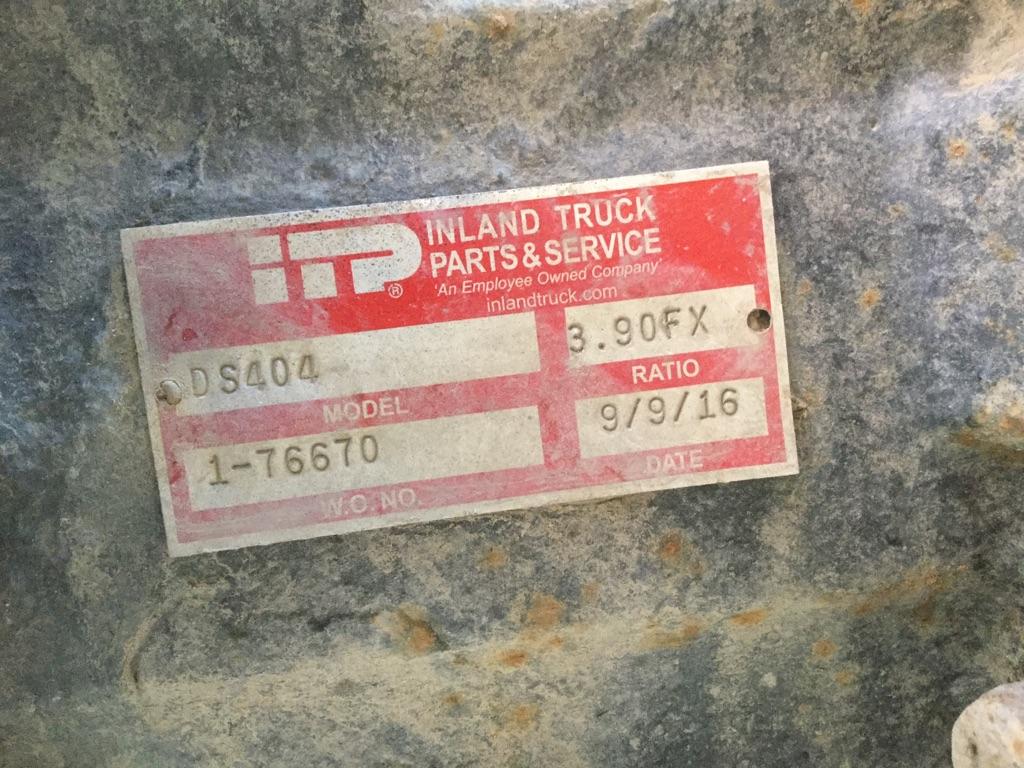 iTP® INLAND TRUCK
PARTS & SERVICE
'An Employee Owned Company'
inlandtruck.com
DS404 3.90FX
MODEL RATIO
1-76670 9/9/16
W.O. NO. DATE